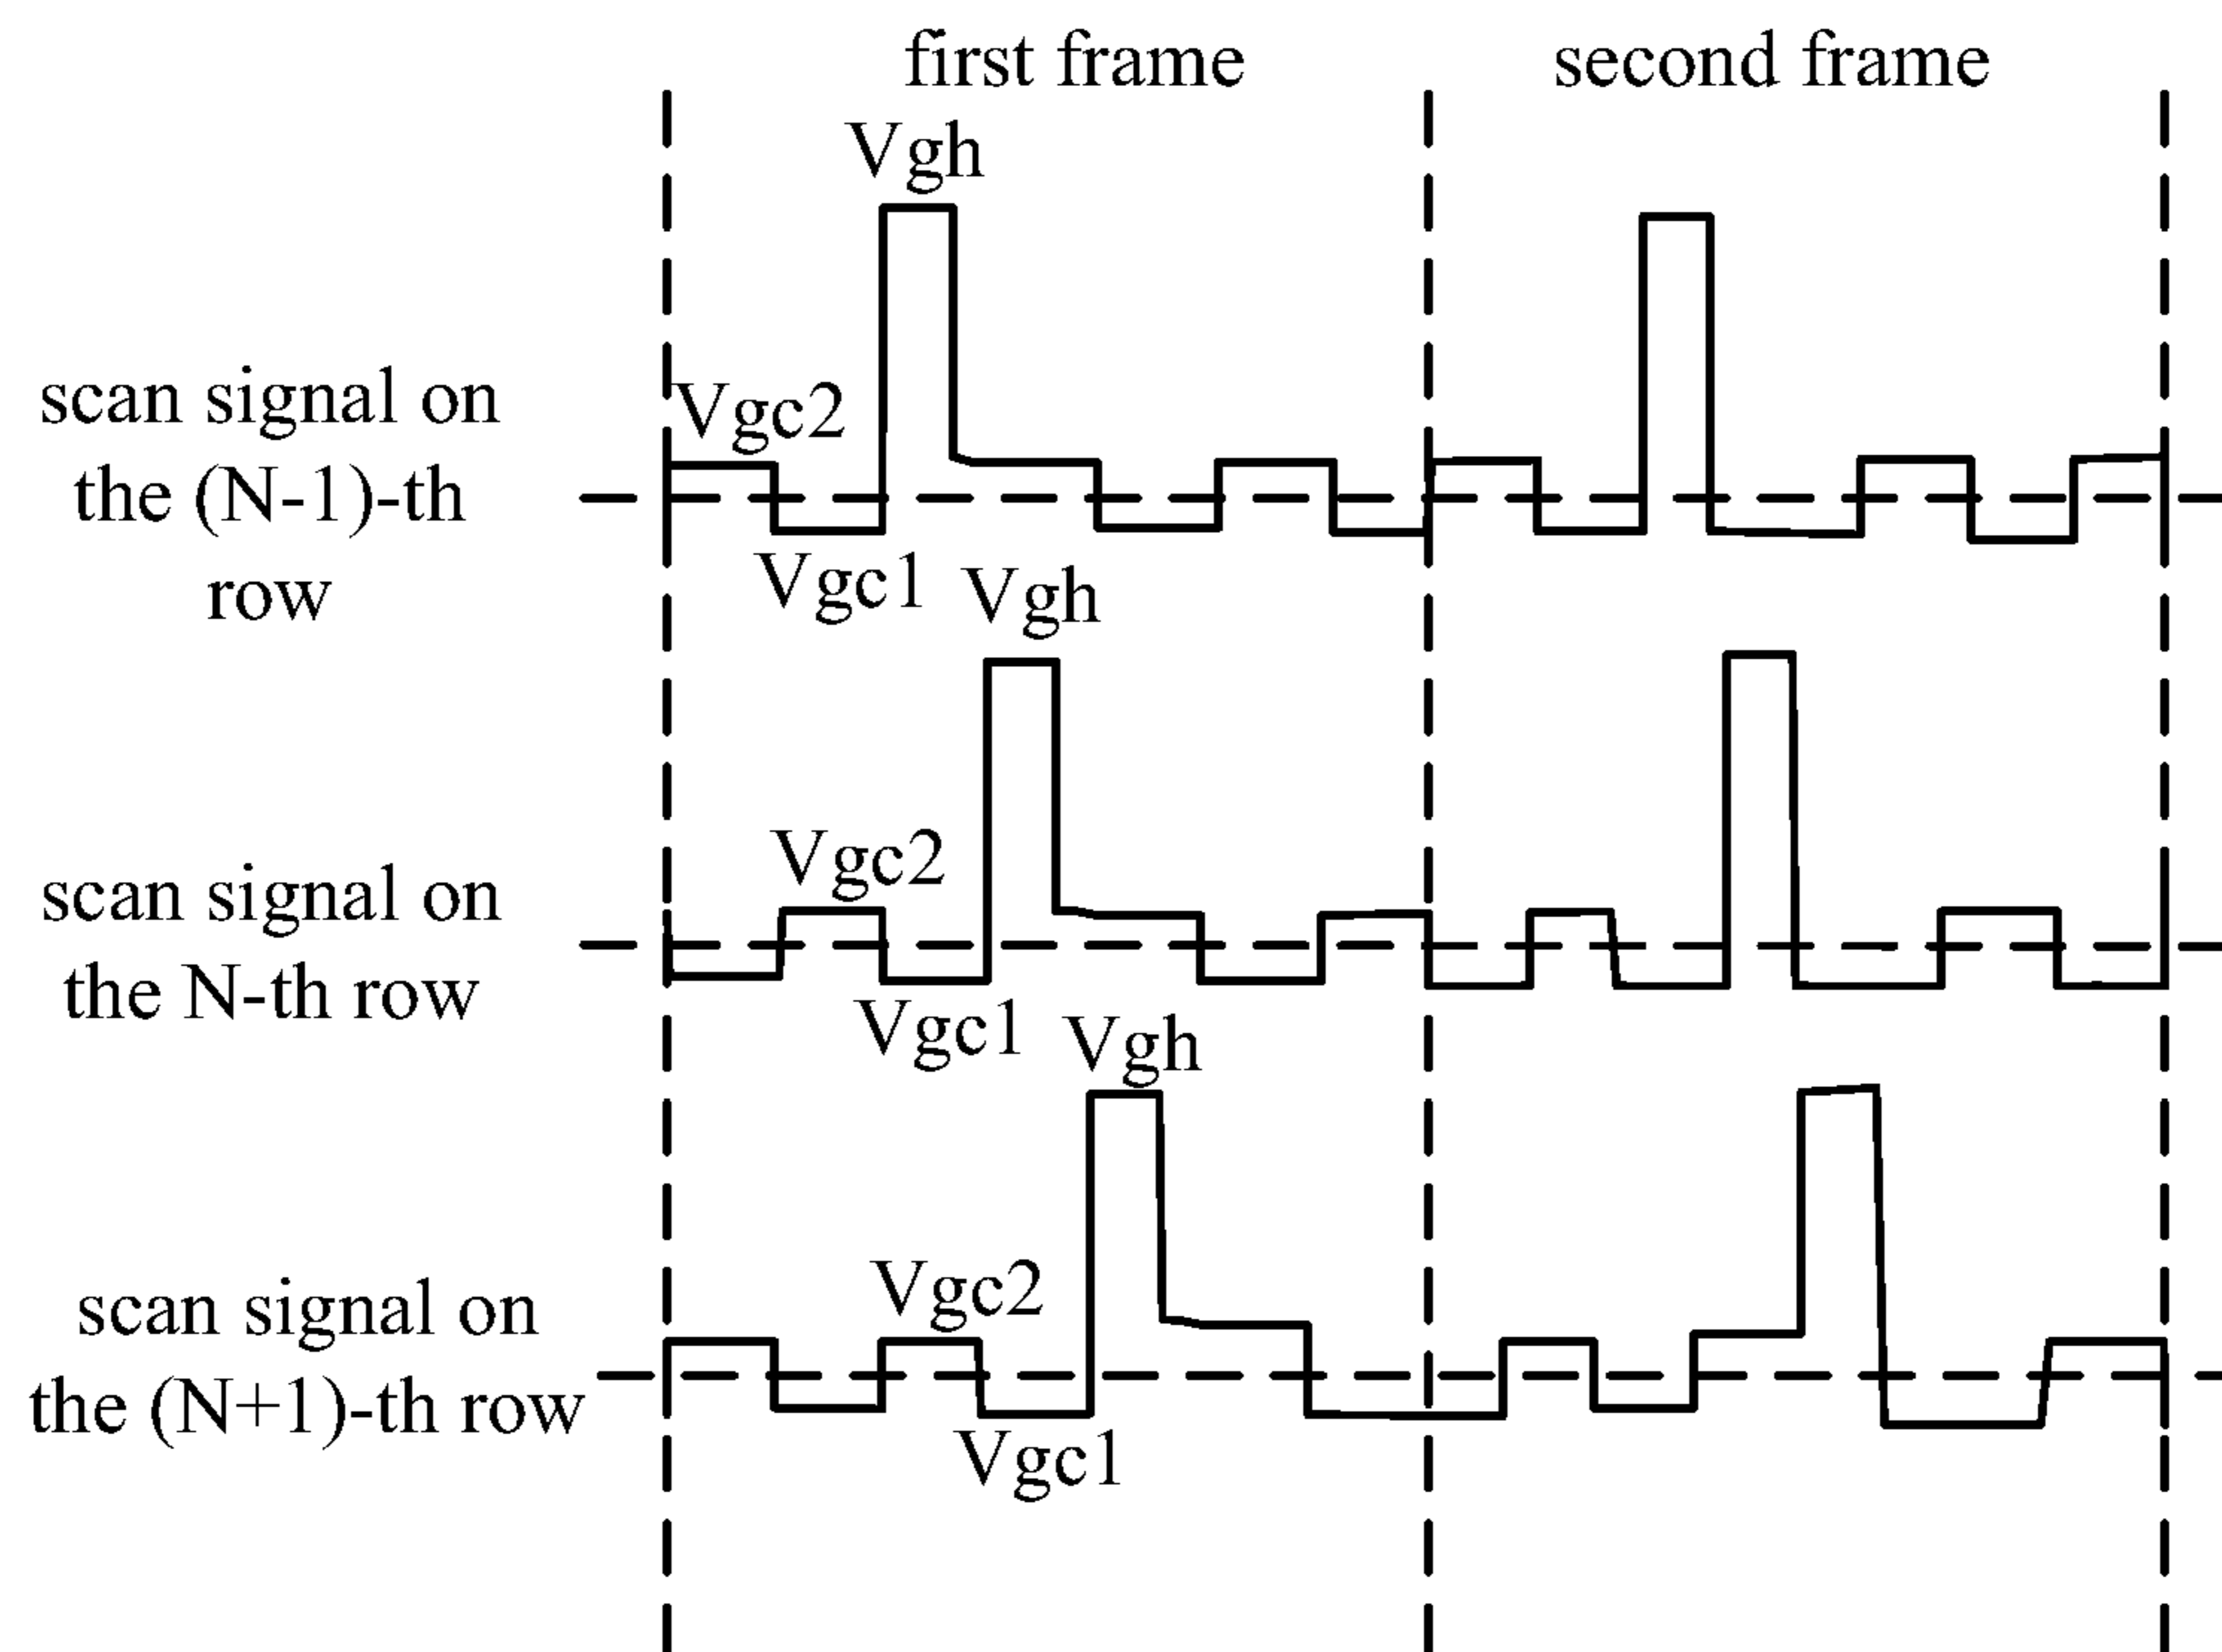 first frame
second frame
Vgh
scan signal on
the (N-1)-th
row
Vgc2
Vgc1
Vgh
scan signal on
the N-th row
Vgc2
Vgc1
Vgh
scan signal on
the (N+1)-th row
Vgc2
Vgc1